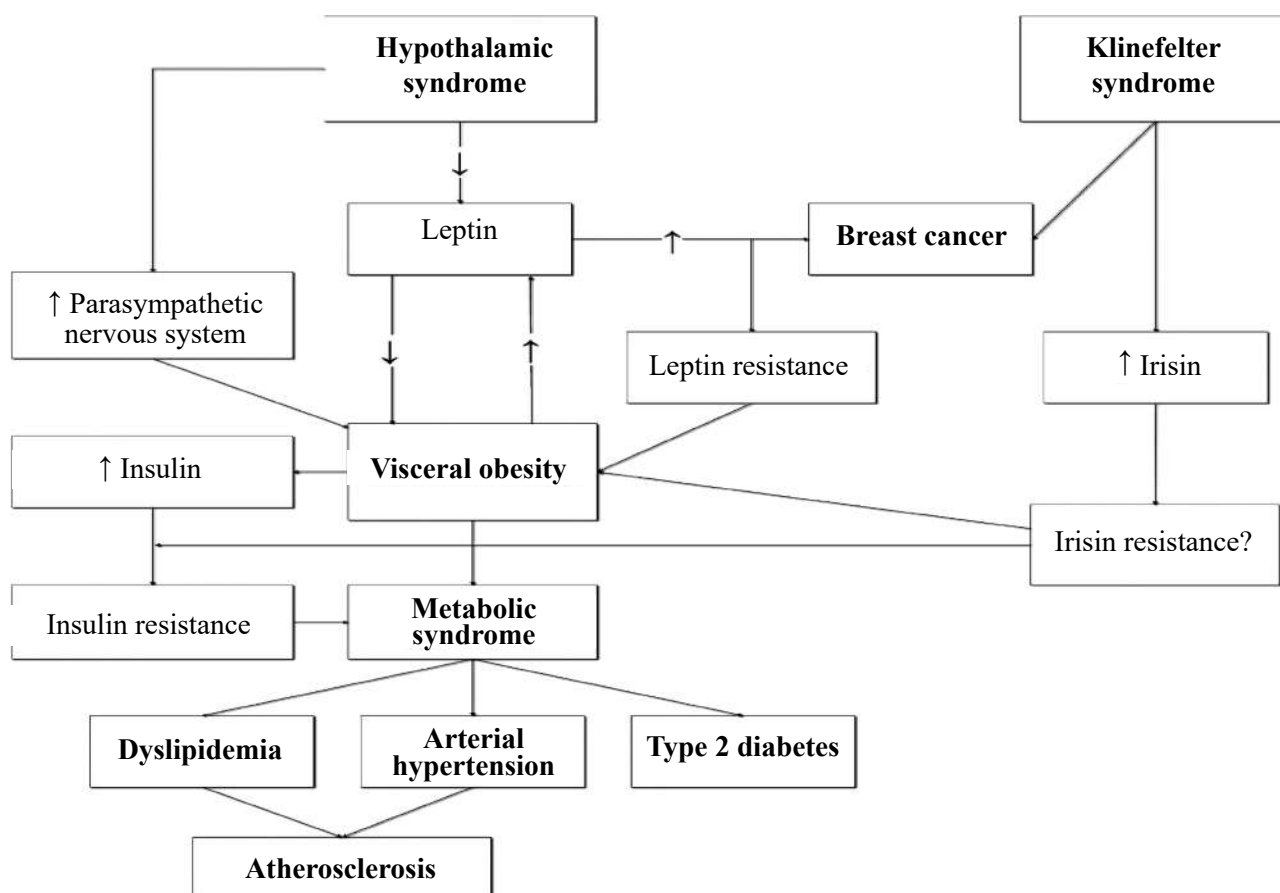 Hypothalamic
syndrome
Klinefelter
syndrome
↓
Leptin
↑
Breast cancer
↑ Parasympathetic
nervous system
↓
↑
Leptin resistance
↑ Irisin
↑ Insulin
Visceral obesity
Irisin resistance?
Insulin resistance
Metabolic
syndrome
Dyslipidemia
Arterial
hypertension
Type 2 diabetes
Atherosclerosis